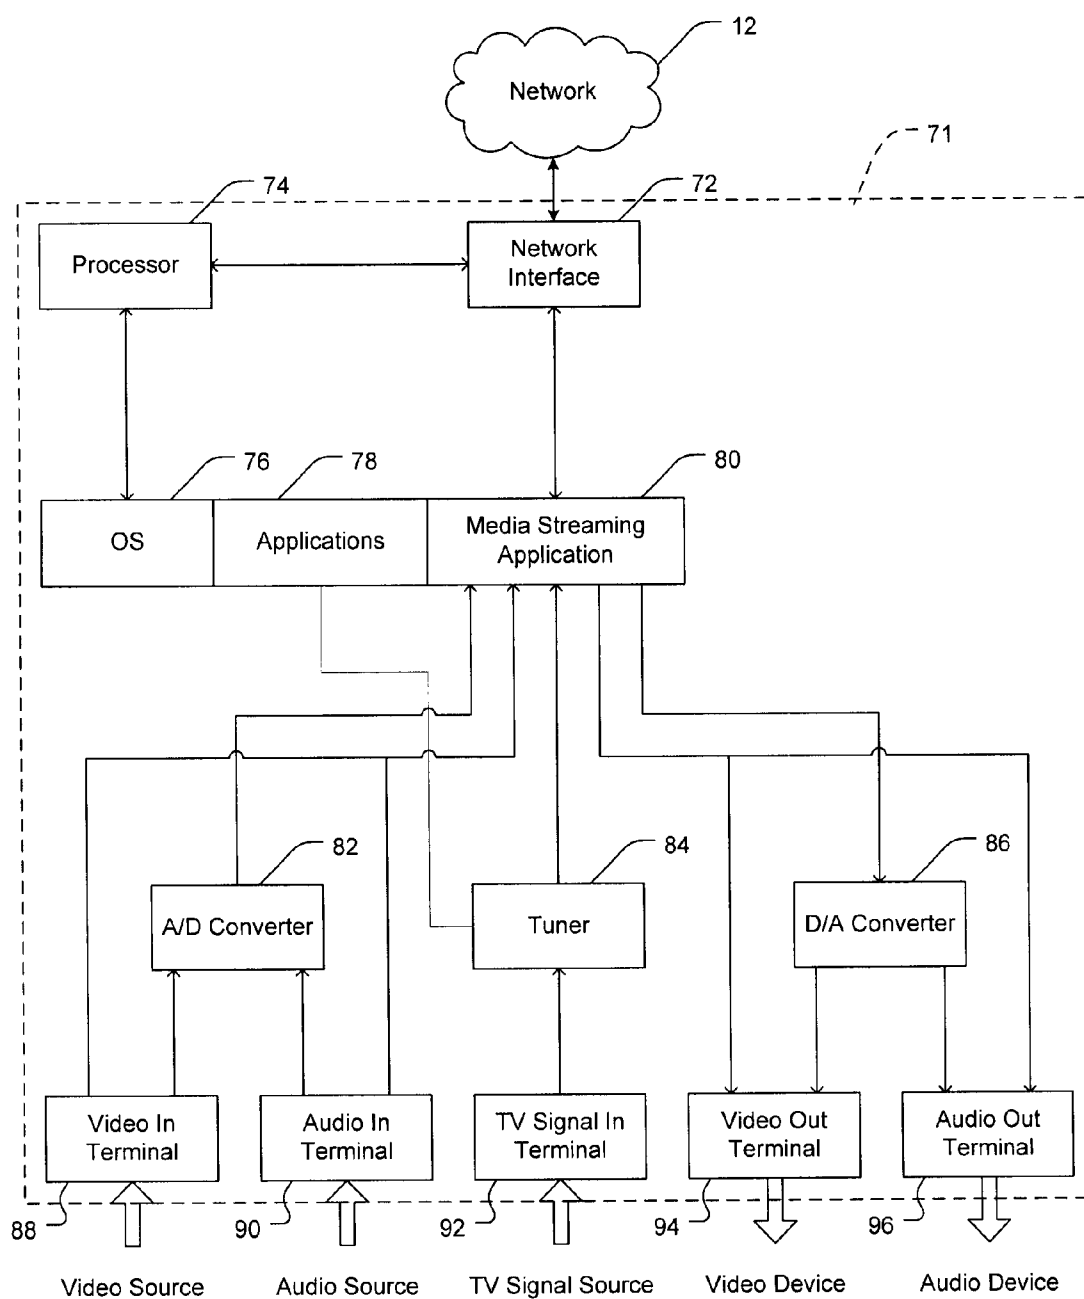 12
Network
71
74
72
Processor
Network
Interface
76
78
80
OS
Applications
Media Streaming
Application
82
84
86
A/D Converter
Tuner
D/A Converter
Video In
Terminal
Audio In
Terminal
TV Signal In
Terminal
Video Out
Terminal
Audio Out
Terminal
88
90
92
94
96
Video Source
Audio Source
TV Signal Source
Video Device
Audio Device